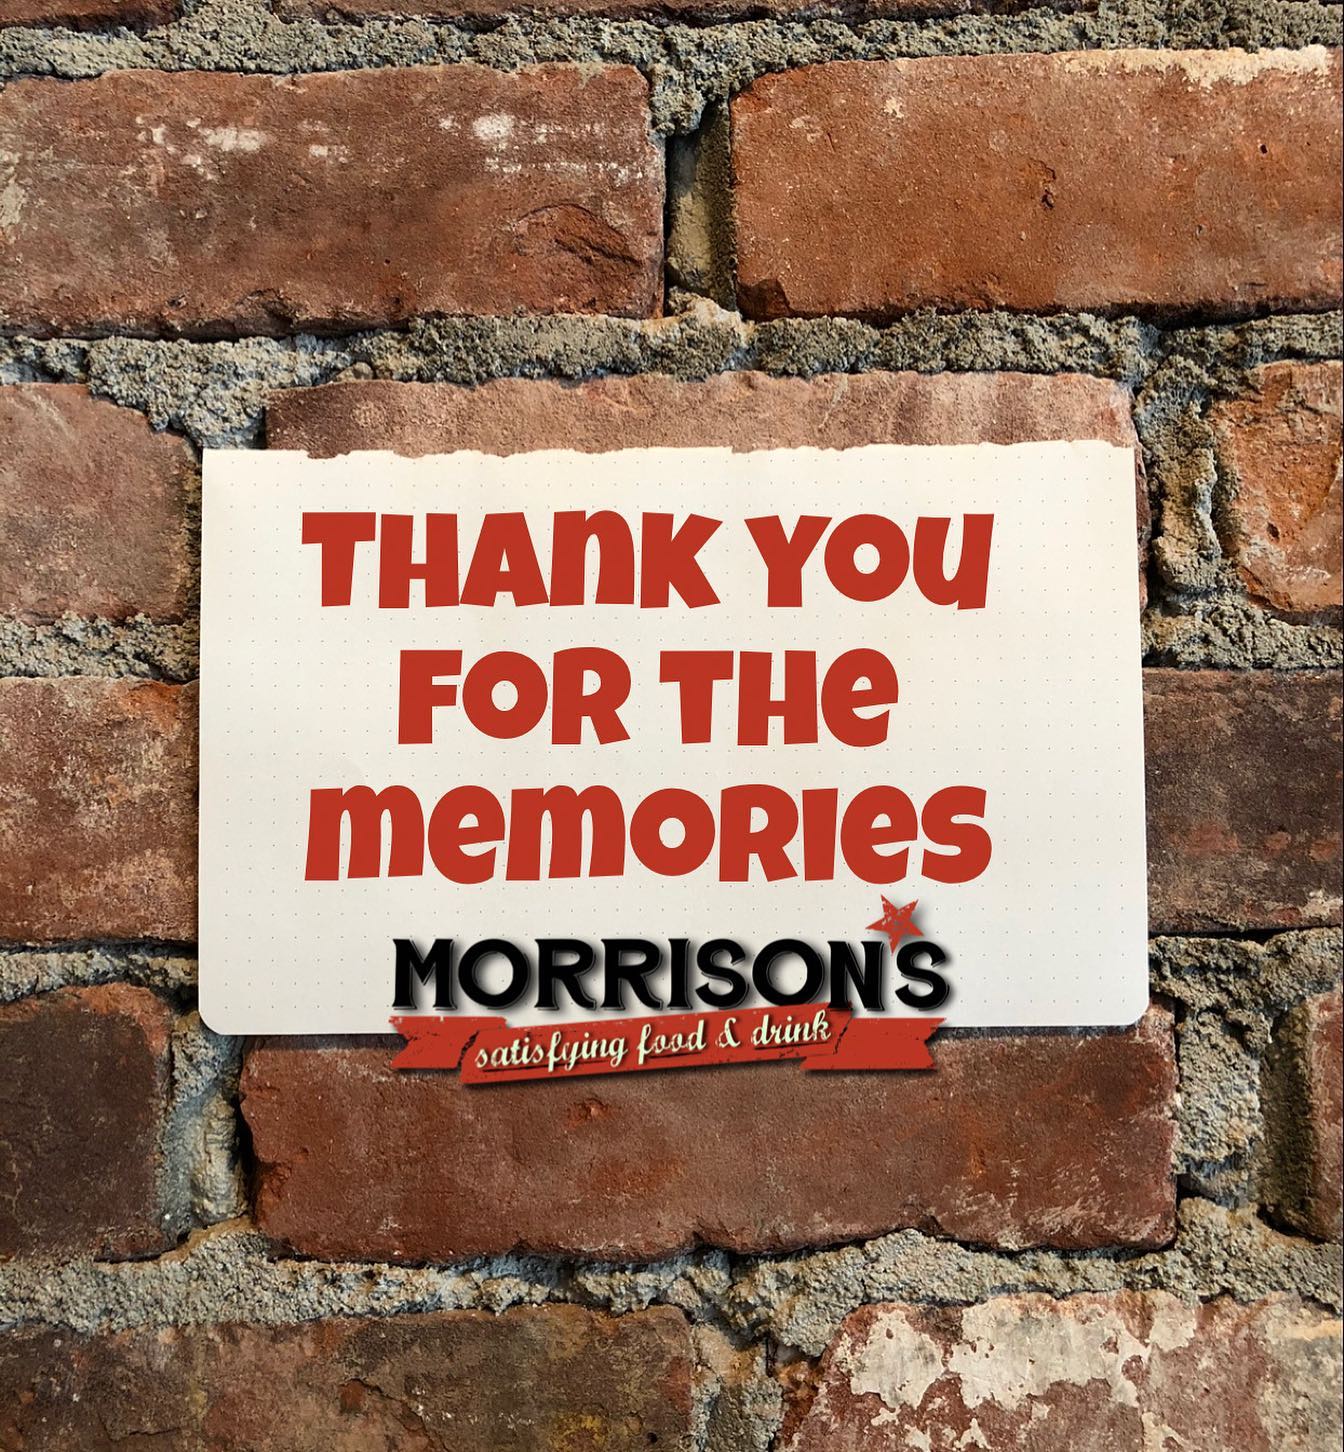 THANK YOU
FOR THE
memories
MORRISON'S
satisfying food & drink